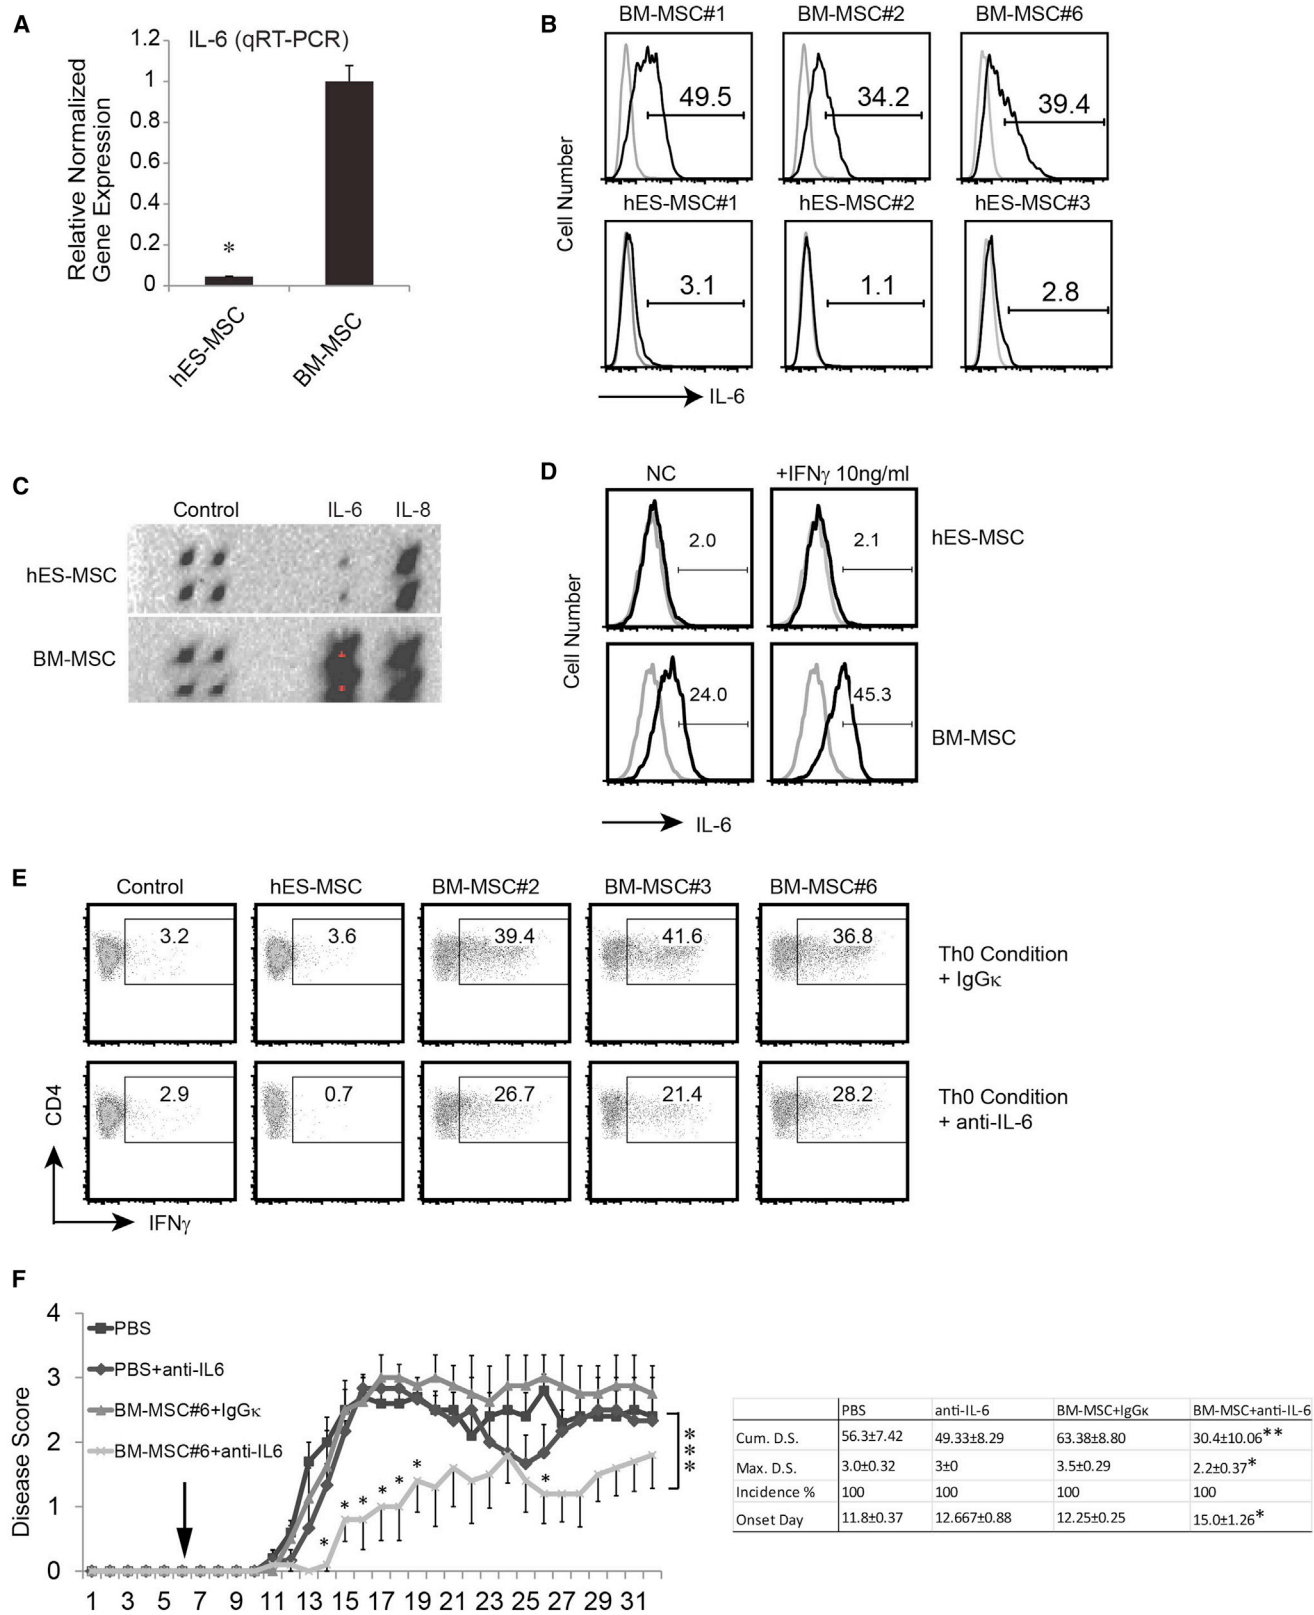 A
IL-6 (qRT-PCR)
Relative Normalized
Gene Expression
1.2
1
0.8
0.6
0.4
0.2
0
*
hES-MSC
BM-MSC
B
BM-MSC#1
BM-MSC#2
BM-MSC#6
49.5
34.2
39.4
hES-MSC#1
hES-MSC#2
hES-MSC#3
3.1
1.1
2.8
Cell Number
IL-6
C
Control
IL-6
IL-8
hES-MSC
BM-MSC
D
NC
+IFNγ 10ng/ml
2.0
2.1
hES-MSC
24.0
45.3
BM-MSC
Cell Number
IL-6
E
Control
hES-MSC
BM-MSC#2
BM-MSC#3
BM-MSC#6
3.2
3.6
39.4
41.6
36.8
Th0 Condition
+ IgGκ
2.9
0.7
26.7
21.4
28.2
Th0 Condition
+ anti-IL-6
CD4
IFNγ
F
Disease Score
4
3
2
1
0
PBS
PBS+anti-IL6
BM-MSC#6+IgGκ
BM-MSC#6+anti-IL6
* * * * * * *
***
1 3 5 7 9 11 13 15 17 19 21 23 25 27 29 31
PBS anti-IL-6 BM-MSC+IgGκ BM-MSC+anti-IL-6
Cum. D.S. 56.3±7.42 49.33±8.29 63.38±8.80 30.4±10.06**
Max. D.S. 3.0±0.32 3±0 3.5±0.29 2.2±0.37*
Incidence % 100 100 100 100
Onset Day 11.8±0.37 12.667±0.88 12.25±0.25 15.0±1.26*